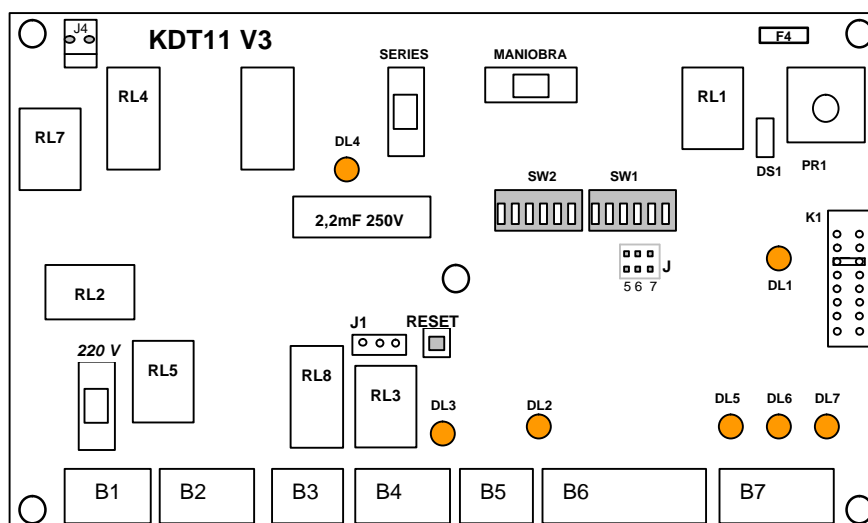 J4
KDT11 V3
F4
SERIES
MANIOBRA
RL4
RL1
RL7
DL4
DS1
PR1
SW2
SW1
2,2mF 250V
K1
J
5 6 7
DL1
RL2
J1
RESET
220 V
RL5
RL8
RL3
DL3
DL2
DL5
DL6
DL7
B1
B2
B3
B4
B5
B6
B7